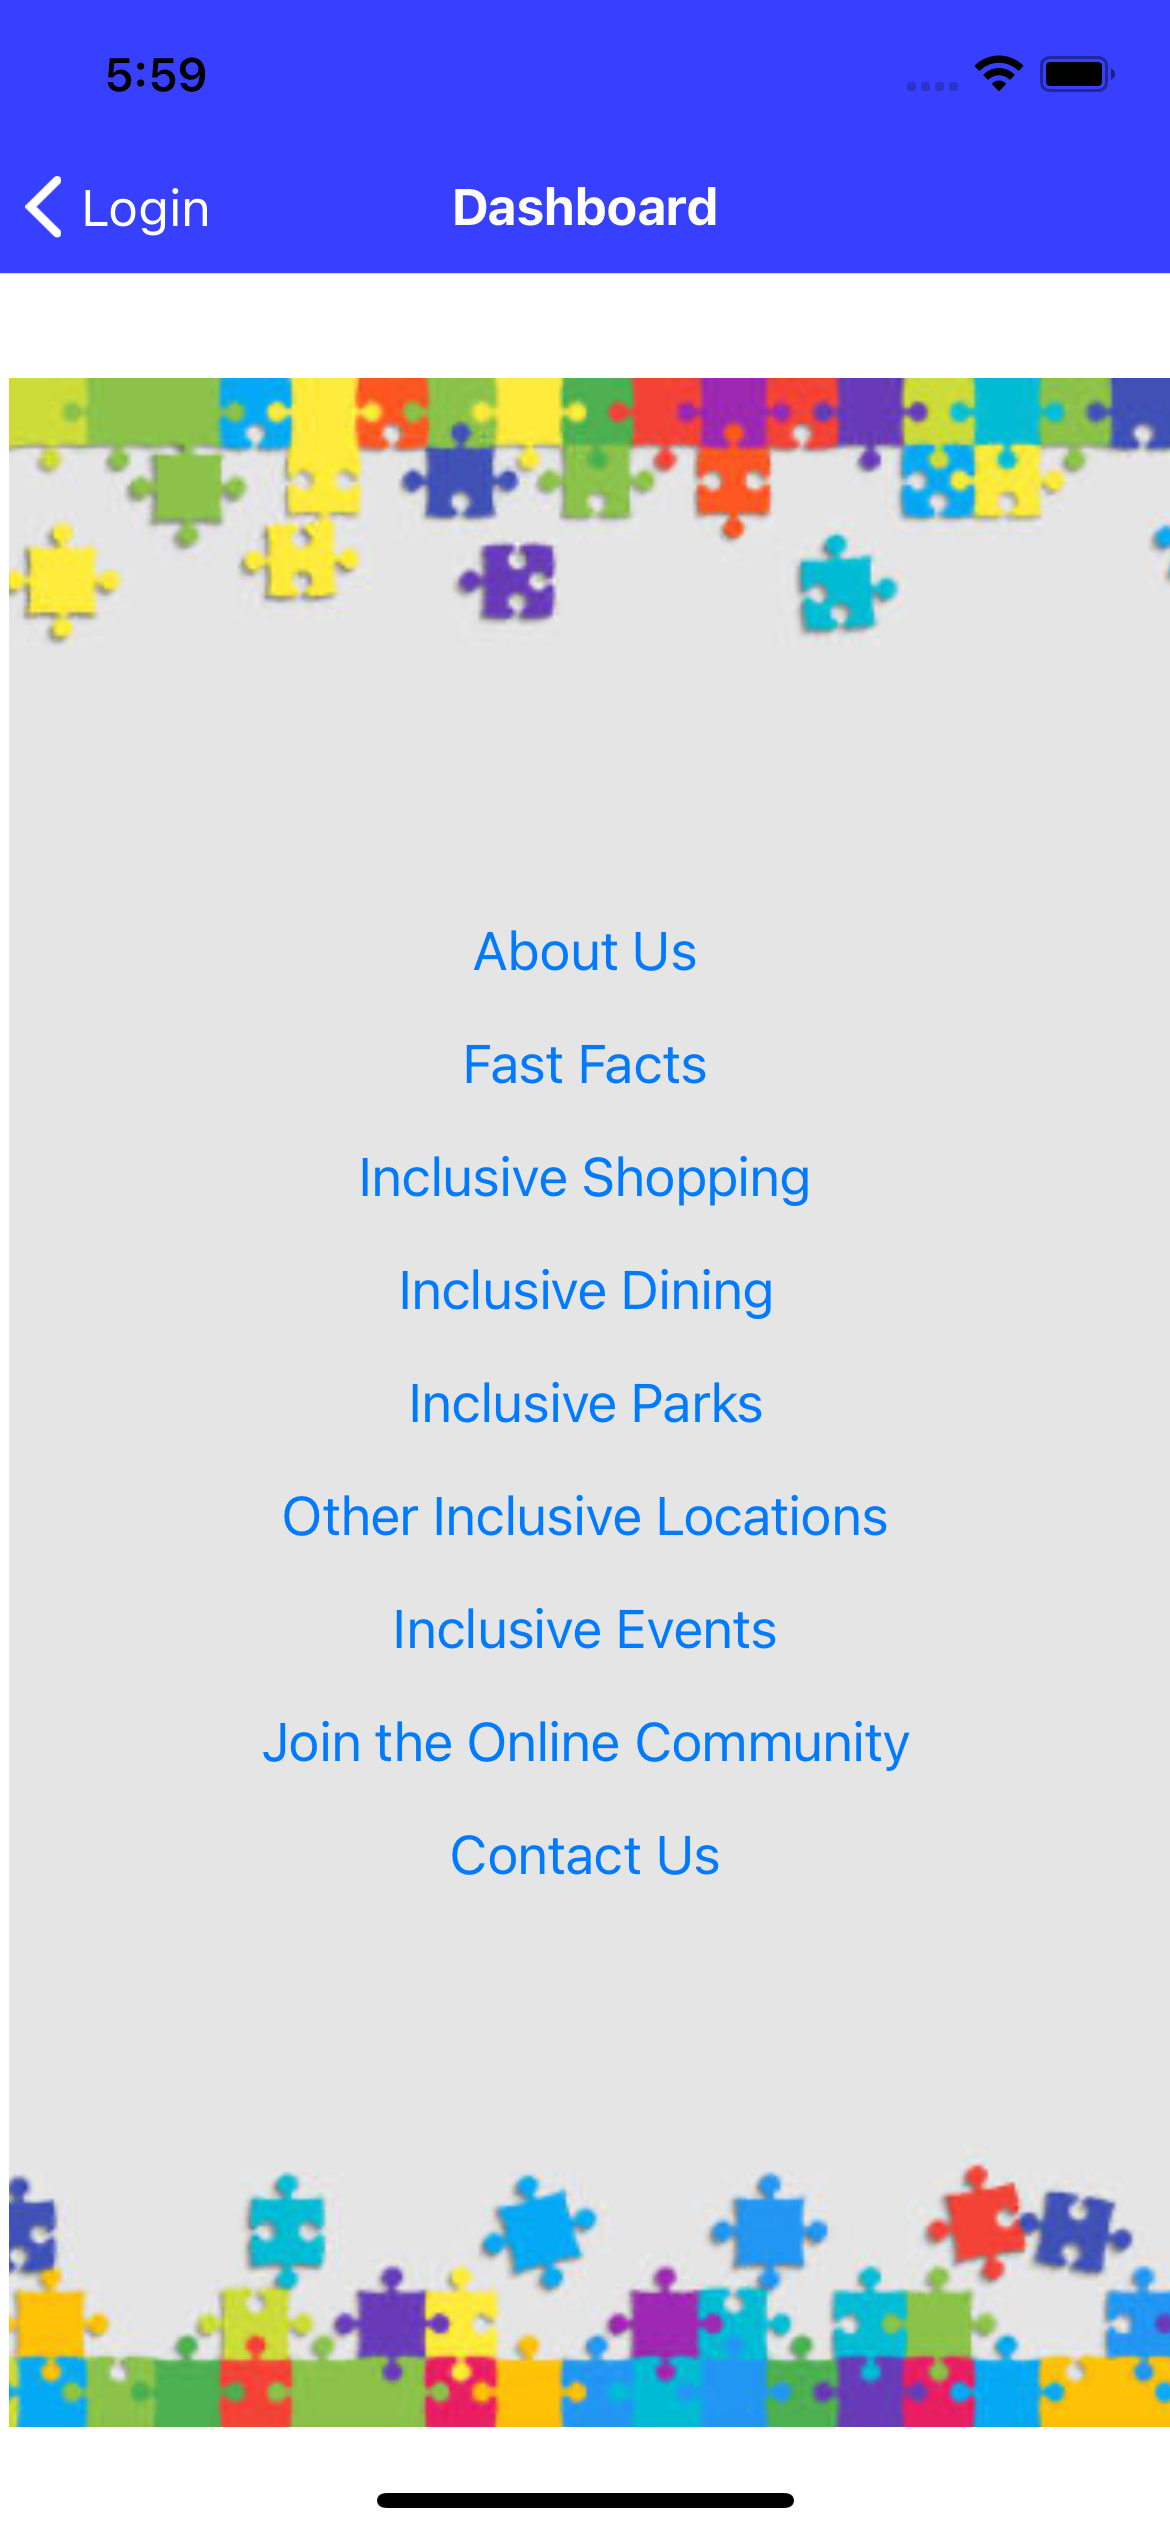 5:59
Login
Dashboard
About Us
Fast Facts
Inclusive Shopping
Inclusive Dining
Inclusive Parks
Other Inclusive Locations
Inclusive Events
Join the Online Community
Contact Us